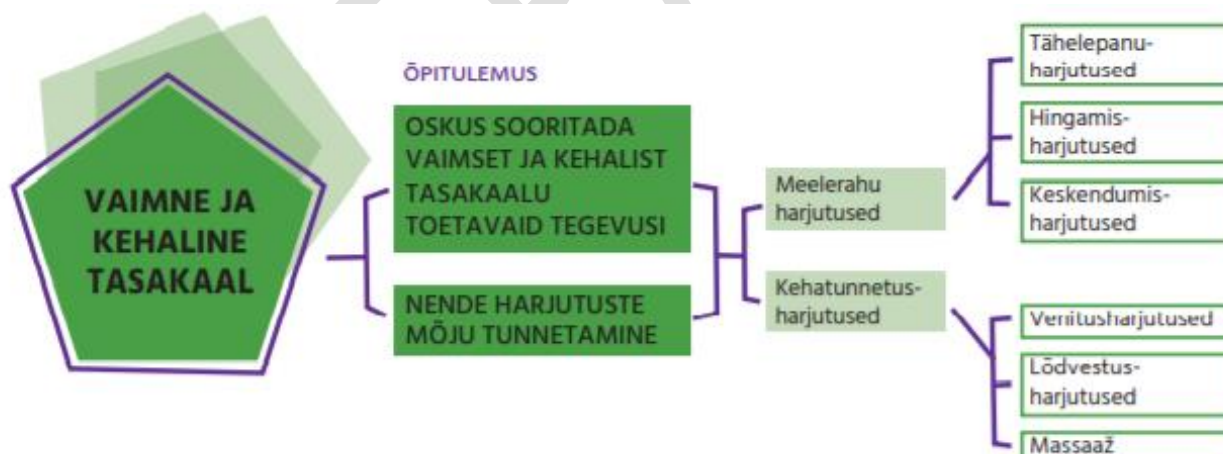 VAIMNE JA
KEHALINE
TASAKAAL
ÕPITULEMUS
OSKUS SOORITADA
VAIMSET JA KEHALIST
TASAKAALU
TOETAVAID TEGEVUSI
NENDE HARJUTUSTE
MÕJU TUNNETAMINE
Meelerahu
harjutused
Kehatunnetus-
harjutused
Tähelepanu-
harjutused
Hingamis-
harjutused
Keskendumis-
harjutused
Venitusharjutused
Lõdvestus-
harjutused
Massaaž